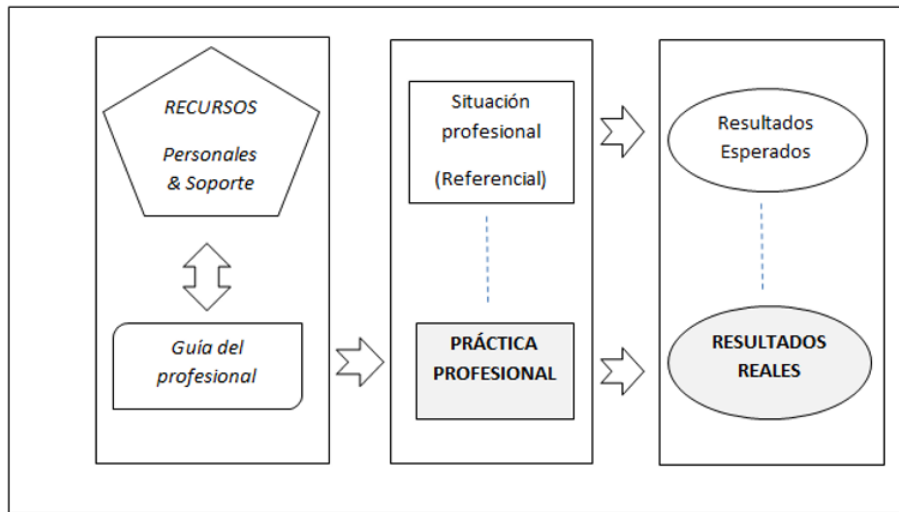 RECURSOS
Personales
& Soporte
Guía del
profesional
Situación
profesional
(Referencial)
PRÁCTICA
PROFESIONAL
Resultados
Esperados
RESULTADOS
REALES